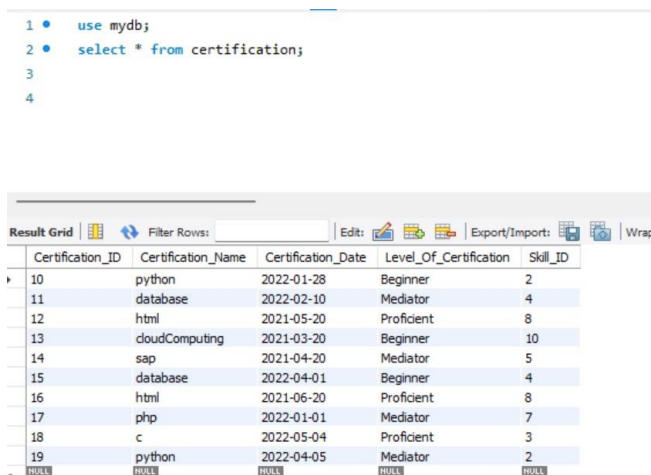 1 use mydb;
2 select * from certification;
3
4
Result Grid Filter Rows: Edit: Export/Import: Wrap
Certification_ID Certification_Name Certification_Date Level_Of_Certification Skill_ID
10 python 2022-01-28 Beginner 2
11 database 2022-02-10 Mediator 4
12 html 2021-05-20 Proficient 8
13 cloudComputing 2021-03-20 Beginner 10
14 sap 2021-04-20 Mediator 5
15 database 2022-04-01 Beginner 4
16 html 2021-06-20 Proficient 8
17 php 2022-01-01 Mediator 7
18 c 2022-05-04 Proficient 3
19 python 2022-04-05 Mediator 2
NULL NULL NULL NULL NULL